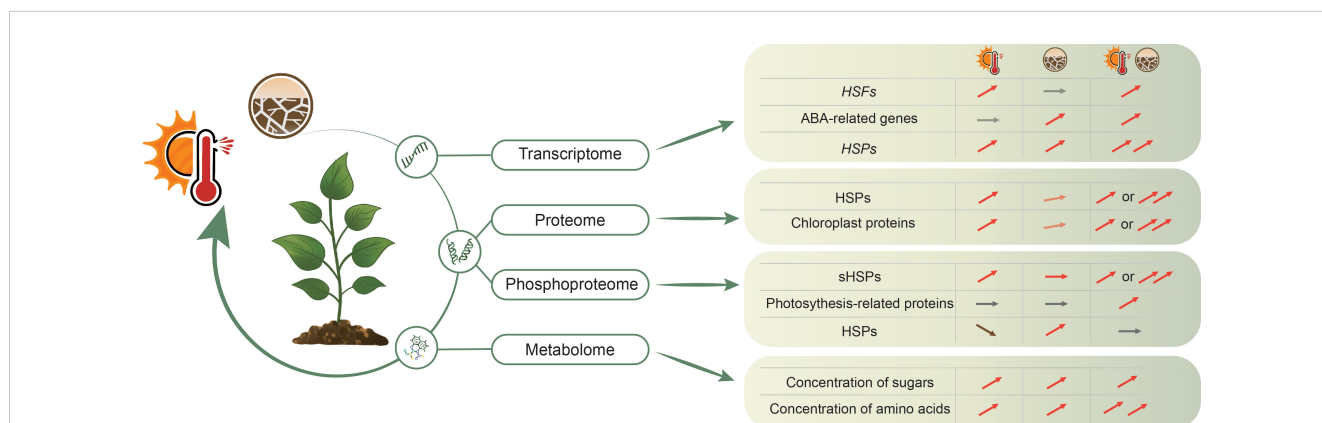 Transcriptome
Proteome
Phosphoproteome
Metabolome
HSFs
ABA-related genes
HSPs
HSPs
or
Chloroplast proteins
or
sHSPs
or
Photosythesis-related proteins
HSPs
Concentration of sugars
Concentration of amino acids